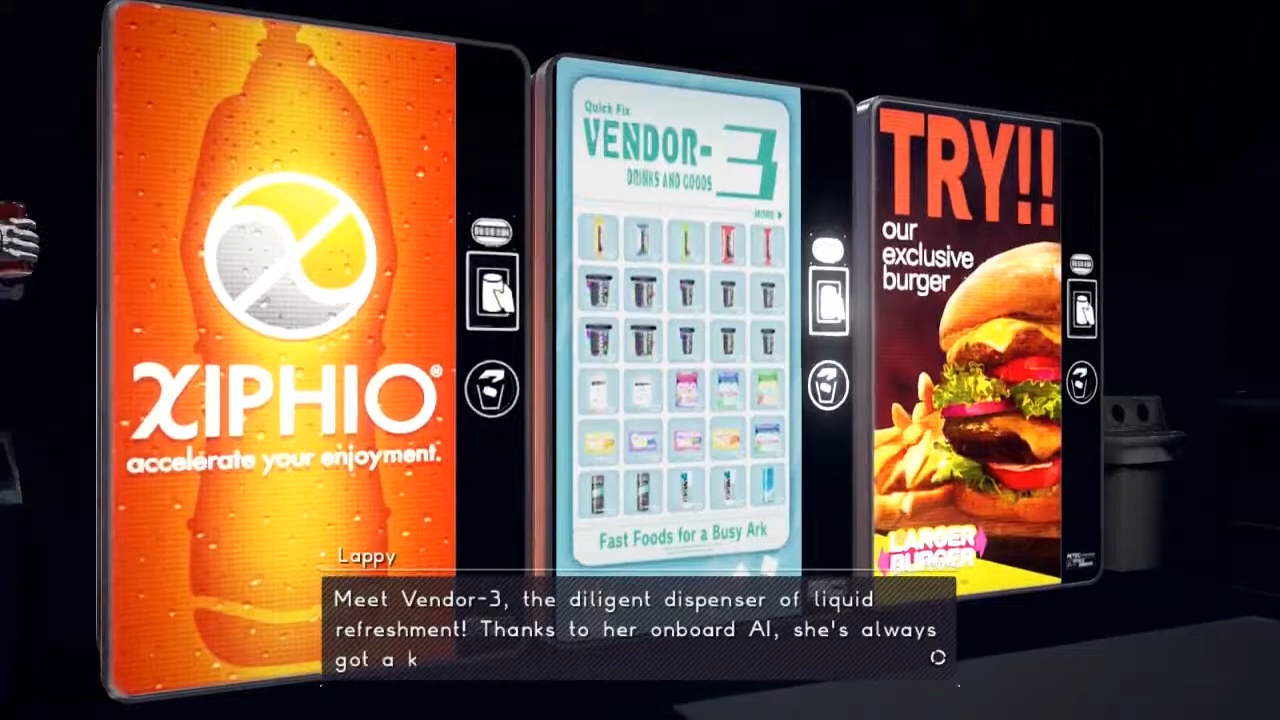 XIPHIO®
accelerate your enjoyment.
Quick Fix
VENDOR-3
DRINKS AND GOODS
MORE
Fast Foods for a Busy Ark
TRY!!
our
exclusive
burger
LARGER
BURGER
Lappy
Meet Vendor-3, the diligent dispenser of liquid
refreshment! Thanks to her onboard AI, she's always
got a k